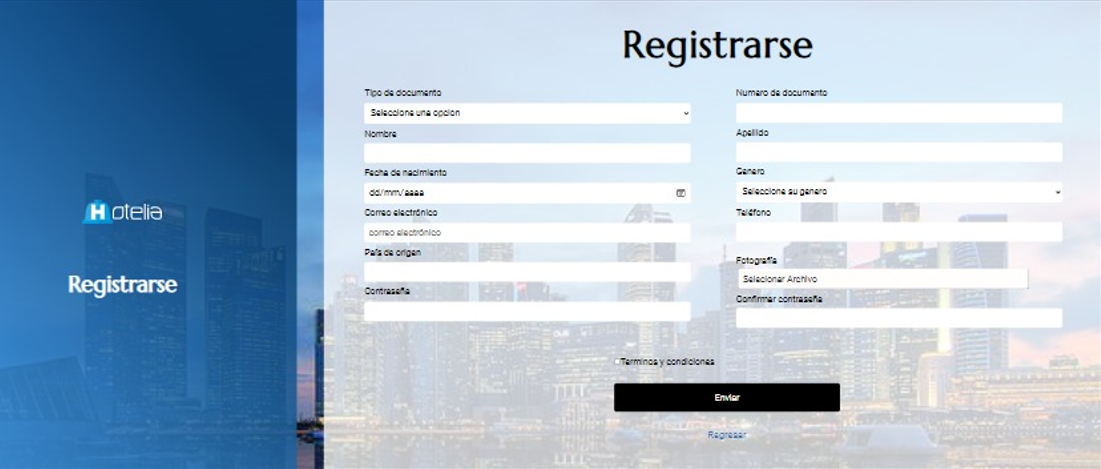 Hotelia
Registrarse
Registrarse
Tipo de documento
Seleccione una opcion
Numero de documento
Nombre
Apellido
Fecha de nacimiento
dd/mm/aaaa
Genero
Seleccione su genero
Correo electrónico
correo electrónico
Teléfono
País de origen
Fotografía
Selecionar Archivo
Contraseña
Confirmar contraseña
Terminos y condiciones
Enviar
Regresar